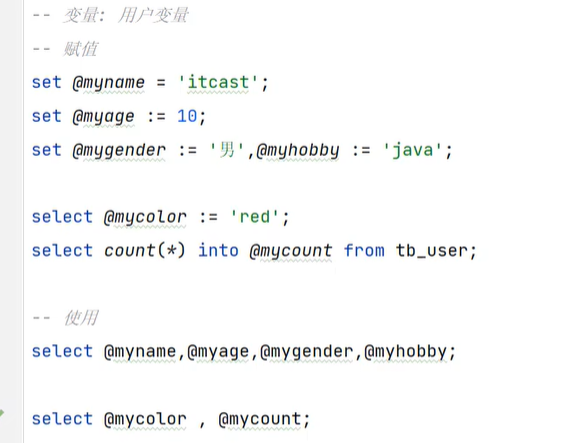 -- 变量: 用户变量
-- 赋值
set @myname = 'itcast';
set @myage := 10;
set @mygender := '男',@myhobby := 'java';
select @mycolor := 'red';
select count(*) into @mycount from tb_user;
-- 使用
select @myname,@myage,@mygender,@myhobby;
select @mycolor , @mycount;